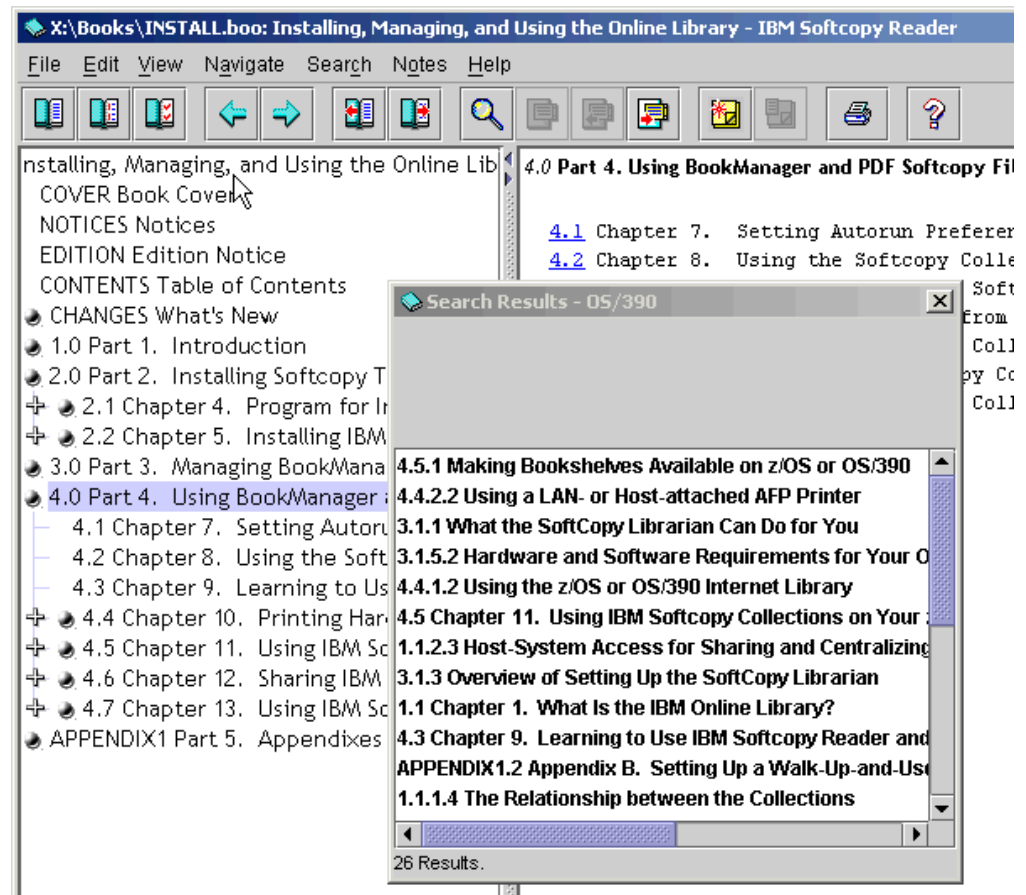 X:\Books\INSTALL.boo: Installing, Managing, and Using the Online Library - IBM Softcopy Reader
File Edit View Navigate Search Notes Help
nstalling, Managing, and Using the Online Lib
COVER Book Cover
NOTICES Notices
EDITION Edition Notice
CONTENTS Table of Contents
CHANGES What's New
1.0 Part 1. Introduction
2.0 Part 2. Installing Softcopy T
2.1 Chapter 4. Program for Ir
2.2 Chapter 5. Installing IBM
3.0 Part 3. Managing BookMana
4.0 Part 4. Using BookManager
4.1 Chapter 7. Setting Autoru
4.2 Chapter 8. Using the Soft
4.3 Chapter 9. Learning to Us
4.4 Chapter 10. Printing Har
4.5 Chapter 11. Using IBM So
4.6 Chapter 12. Sharing IBM
4.7 Chapter 13. Using IBM So
APPENDIX1 Part 5. Appendixes
4.0 Part 4. Using BookManager and PDF Softcopy Fi
4.1 Chapter 7. Setting Autorun Preferen
4.2 Chapter 8. Using the Softcopy Colle
Soft
from
Coll
py Co
Coll
Search Results - OS/390
4.5.1 Making Bookshelves Available on z/OS or OS/390
4.4.2.2 Using a LAN- or Host-attached AFP Printer
3.1.1 What the SoftCopy Librarian Can Do for You
3.1.5.2 Hardware and Software Requirements for Your O
4.4.1.2 Using the z/OS or OS/390 Internet Library
4.5 Chapter 11. Using IBM Softcopy Collections on Your
1.1.2.3 Host-System Access for Sharing and Centralizing
3.1.3 Overview of Setting Up the SoftCopy Librarian
1.1 Chapter 1. What Is the IBM Online Library?
4.3 Chapter 9. Learning to Use IBM Softcopy Reader and
APPENDIX1.2 Appendix B. Setting Up a Walk-Up-and-Use
1.1.1.4 The Relationship between the Collections
26 Results.